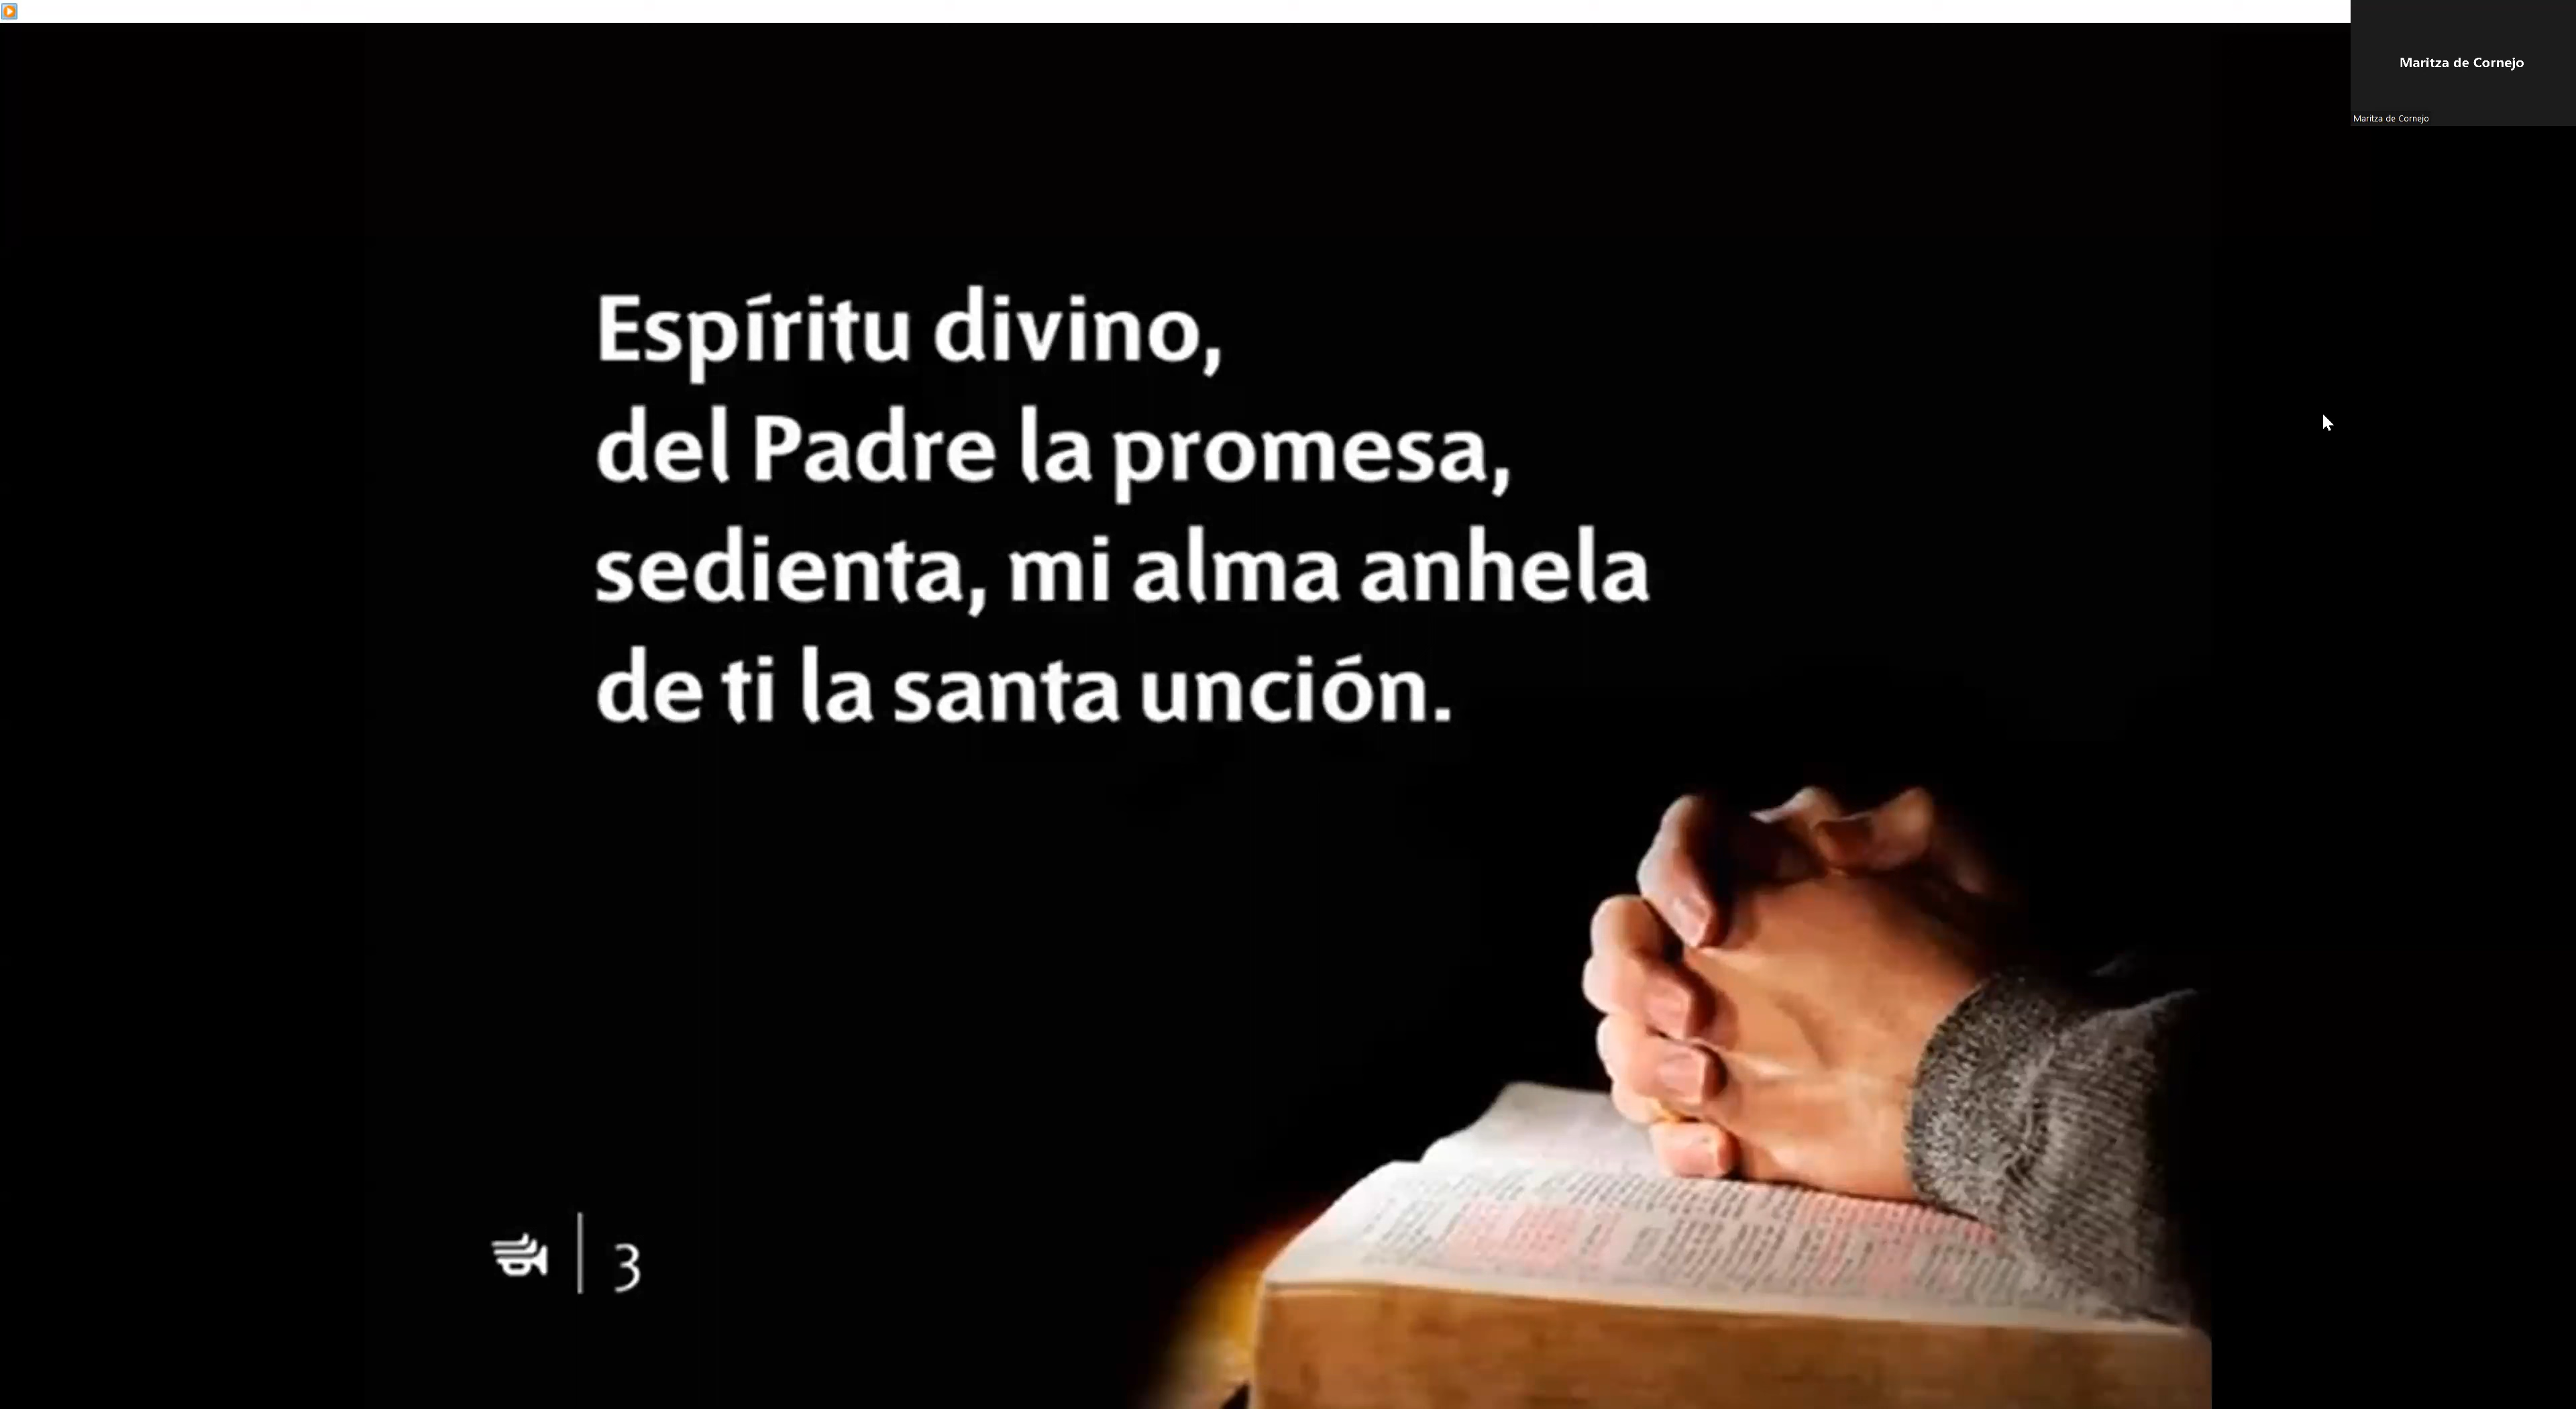 Maritza de Cornejo
Maritza de Cornejo
Espíritu divino,
del Padre la promesa,
sedienta, mi alma anhela
de ti la santa unción.
3